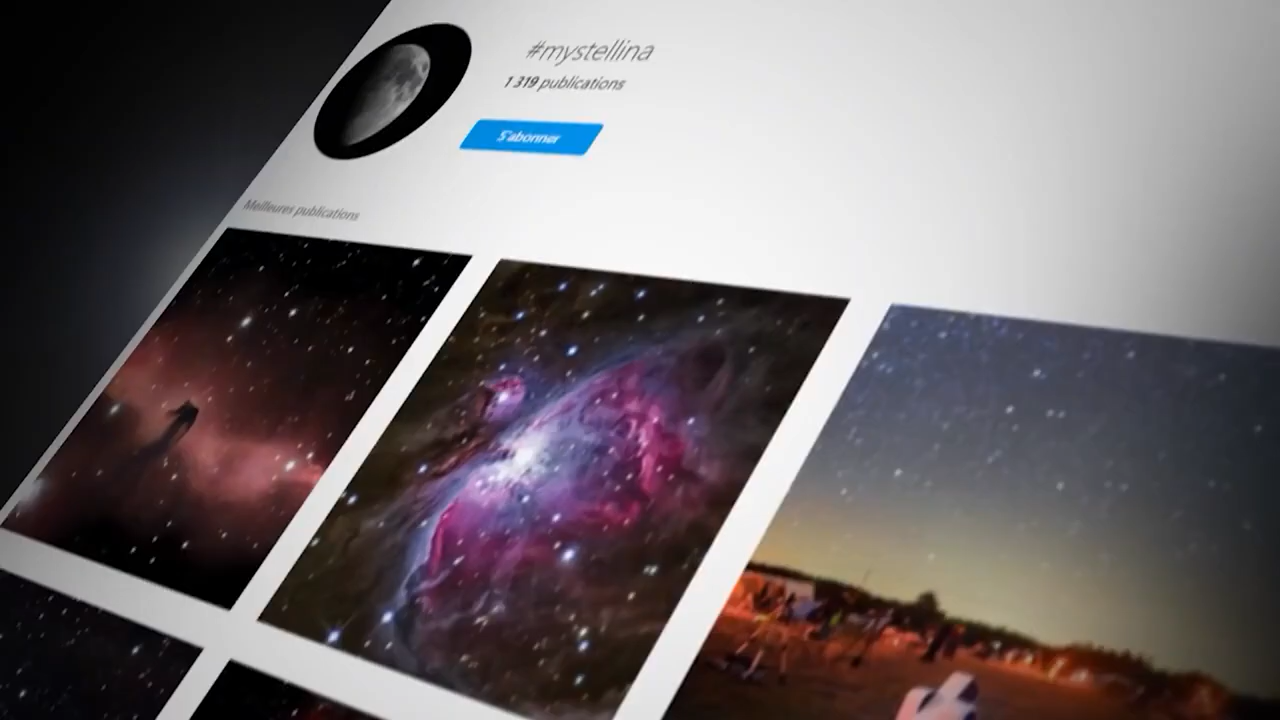 #mystellina
1 319 publications
S'abonner
Meilleures publications